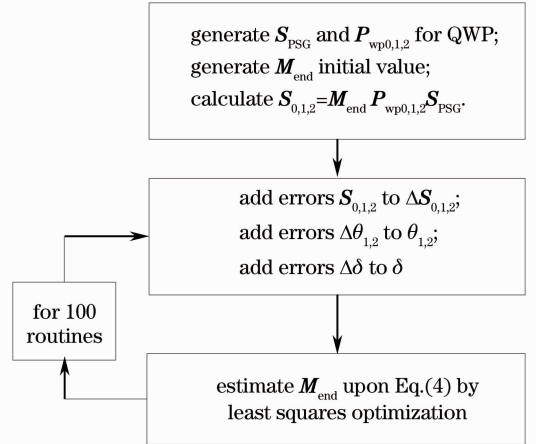 generate S_PSG and P_wp0,1,2 for QWP;
generate M_end initial value;
calculate S_0,1,2=M_end P_wp0,1,2 S_PSG.
add errors S_0,1,2 to ΔS_0,1,2;
add errors Δθ_1,2 to θ_1,2;
add errors Δδ to δ
for 100
routines
estimate M_end upon Eq.(4) by
least squares optimization